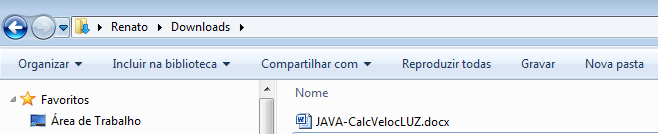 Renato Downloads
Organizar Incluir na biblioteca Compartilhar com Reproduzir todas Gravar Nova pasta
Favoritos
Nome
Área de Trabalho
JAVA-CalcVelocLUZ.docx